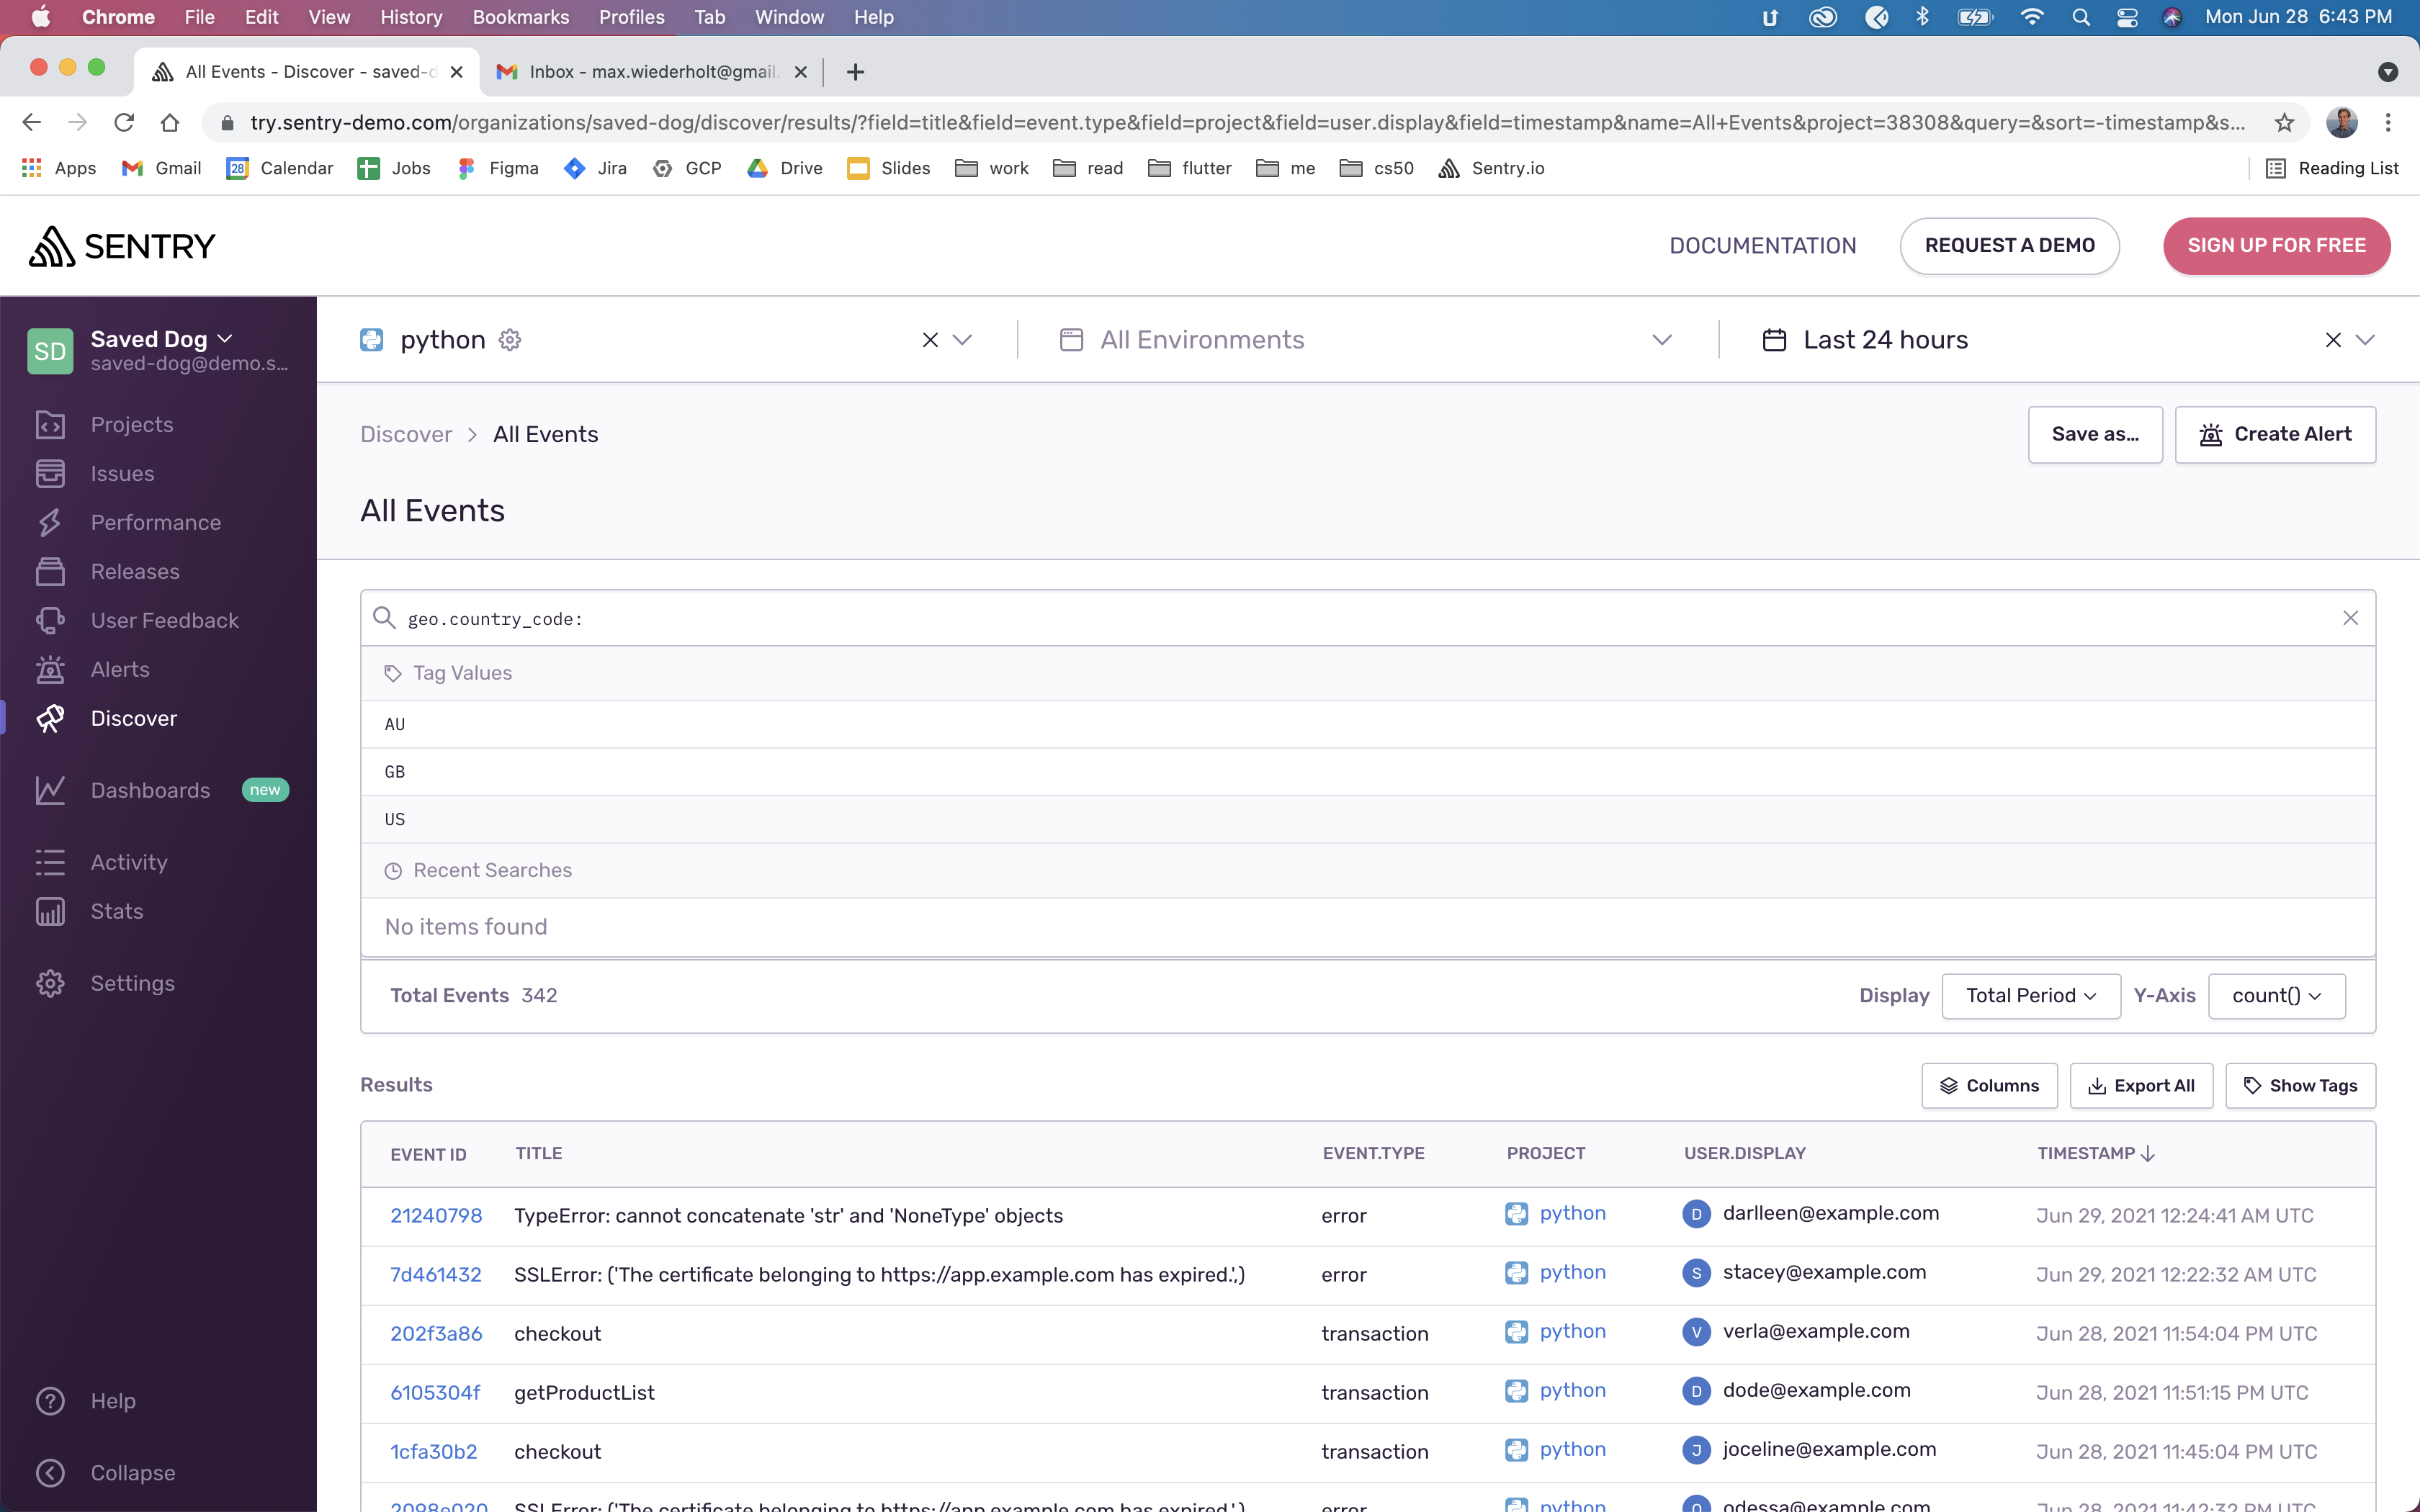 Chrome File Edit View History Bookmarks Profiles Tab Window Help Mon Jun 28 6:43 PM
All Events - Discover - saved-d Inbox - max.wiederholt@gmail.
try.sentry-demo.com/organizations/saved-dog/discover/results/?field=title&field=event.type&field=project&field=user.display&field=timestamp&name=All+Events&project=38308&query=&sort=-timestamp&s...
Apps Gmail 28 Calendar Jobs Figma Jira GCP Drive Slides work read flutter me cs50 Sentry.io Reading List
SENTRY DOCUMENTATION REQUEST A DEMO SIGN UP FOR FREE
SD Saved Dog
saved-dog@demo.s...
Projects
Issues
Performance
Releases
User Feedback
Alerts
Discover
Dashboards new
Activity
Stats
Settings
Help
Collapse
python All Environments Last 24 hours
Discover > All Events Save as... Create Alert
All Events
geo.country_code:
Tag Values
AU
GB
US
Recent Searches
No items found
Total Events 342 Display Total Period Y-Axis count()
Results Columns Export All Show Tags
EVENT ID TITLE EVENT.TYPE PROJECT USER.DISPLAY TIMESTAMP
21240798 TypeError: cannot concatenate 'str' and 'NoneType' objects error python D darlleen@example.com Jun 29, 2021 12:24:41 AM UTC
7d461432 SSLError: ('The certificate belonging to https://app.example.com has expired.',) error python S stacey@example.com Jun 29, 2021 12:22:32 AM UTC
202f3a86 checkout transaction python V verla@example.com Jun 28, 2021 11:54:04 PM UTC
6105304f getProductList transaction python D dode@example.com Jun 28, 2021 11:51:15 PM UTC
1cfa30b2 checkout transaction python J joceline@example.com Jun 28, 2021 11:45:04 PM UTC
2098e020 SSLError: ('The certificate belonging to https://app.example.com has expired.',) error python O odessa@example.com Jun 28, 2021 11:42:32 PM UTC